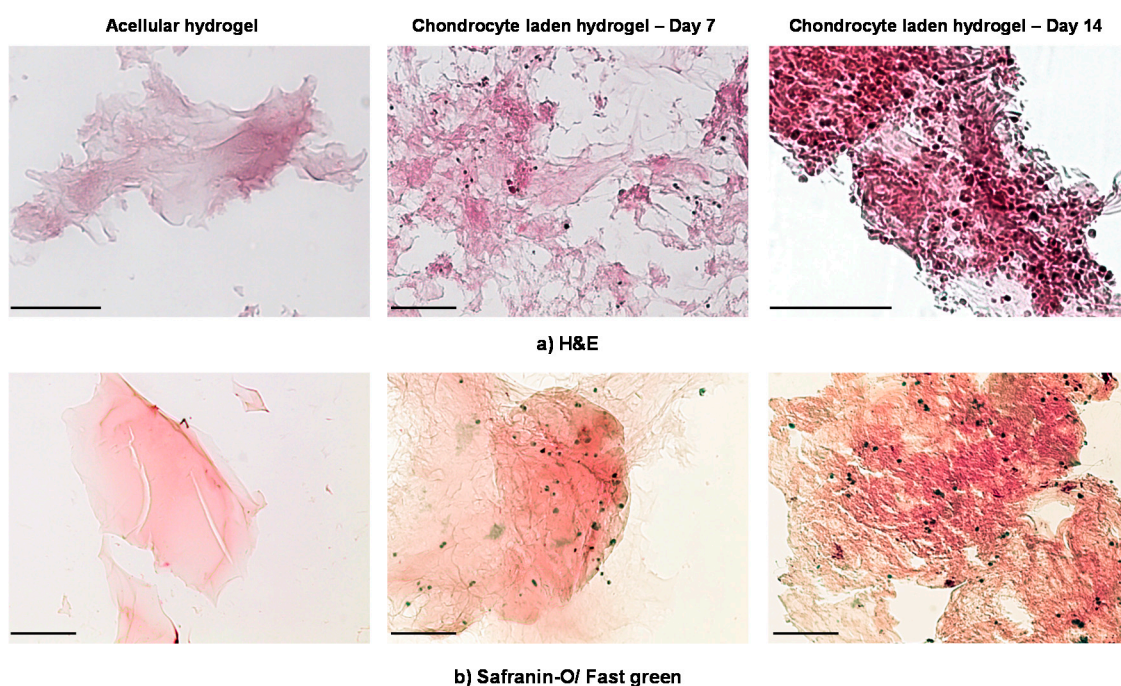 Acellular hydrogel
Chondrocyte laden hydrogel – Day 7
Chondrocyte laden hydrogel – Day 14
a) H&E
b) Safranin-O/ Fast green